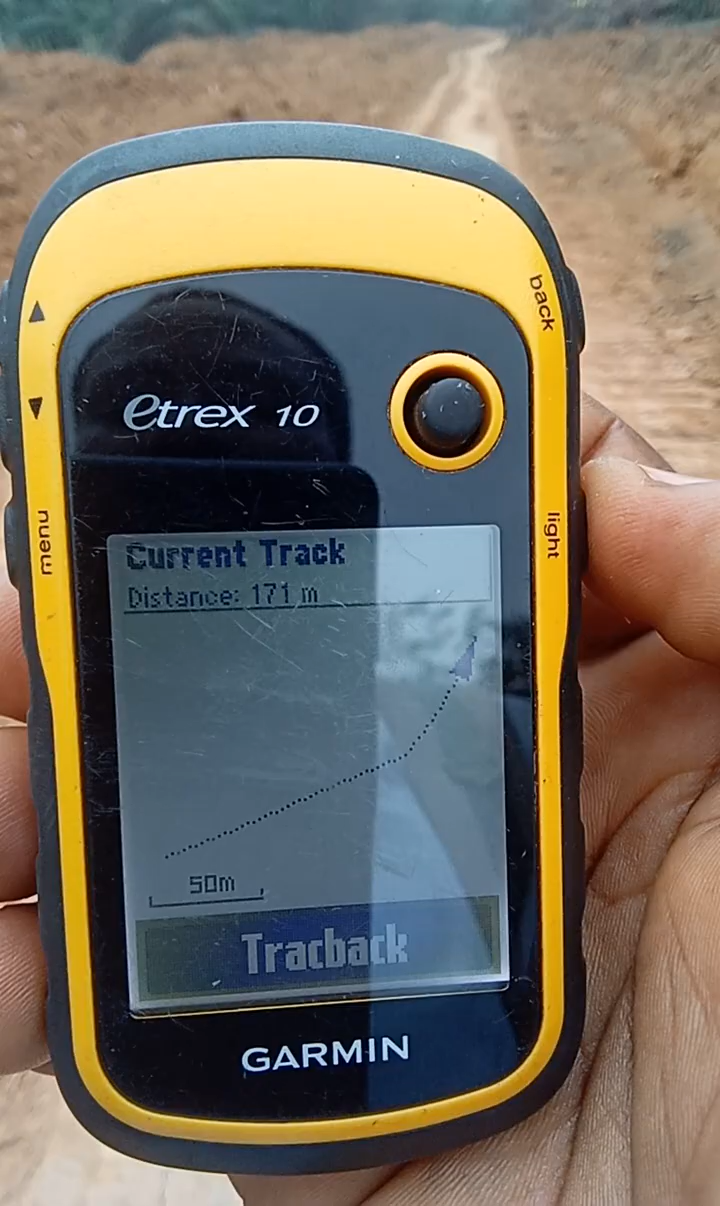 back
etrex 10
menu
light
Current Track
Distance: 171 m
50m
Tracback
GARMIN